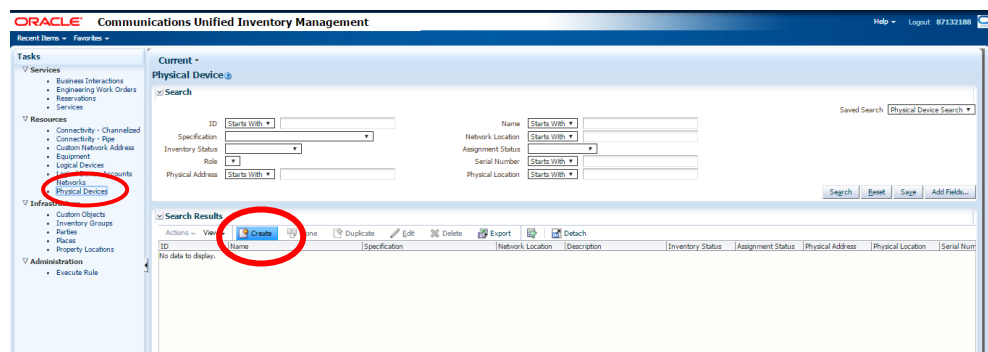 ORACLE® Communications Unified Inventory Management
Help Logout 87132188
Recent Items Favorites
Tasks
Services
• Business Interactions
• Engineering Work Orders
• Reservations
• Services
Resources
• Connectivity - Channelized
• Connectivity - Pipe
• Custom Network Address
• Equipment
• Logical Devices
• Logical Device Accounts
Networks
• Physical Devices
Infrastructure
• Custom Objects
• Inventory Groups
• Parties
• Places
• Property Locations
Administration
• Execute Rule
Current
Physical Device
Search
Saved Search Physical Device Search
ID Starts With Name Starts With
Specification Network Location Starts With
Inventory Status Assignment Status
Role Serial Number Starts With
Physical Address Starts With Physical Location Starts With
Search Reset Save Add Fields...
Search Results
Actions View Create Duplicate Edit Delete Export Detach
ID Name Specification Network Location Description Inventory Status Assignment Status Physical Address Physical Location Serial Num
No data to display.